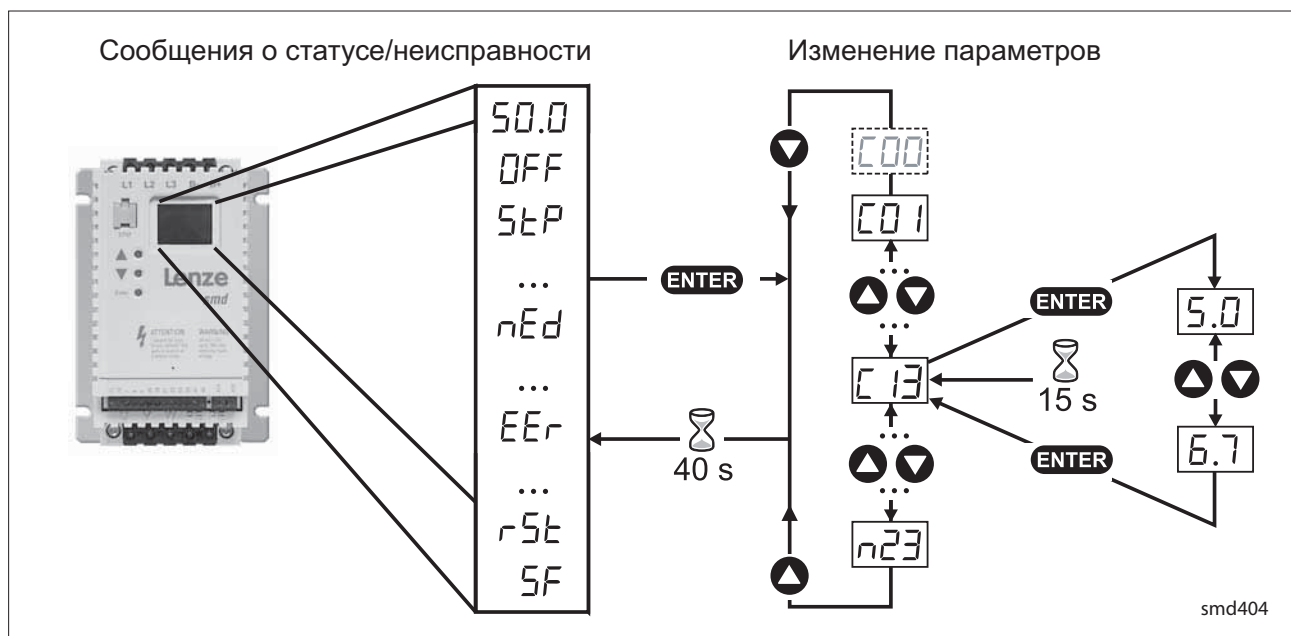 Сообщения о статусе/неисправности
Изменение параметров
L1 L2 L3
Lenze
smd
ATTENTION
50.0
OFF
StP
...
nEd
...
EEr
...
rSt
SF
ENTER
40 s
C00
C01
...
...
C13
...
...
n23
ENTER
15 s
ENTER
5.0
6.7
smd404